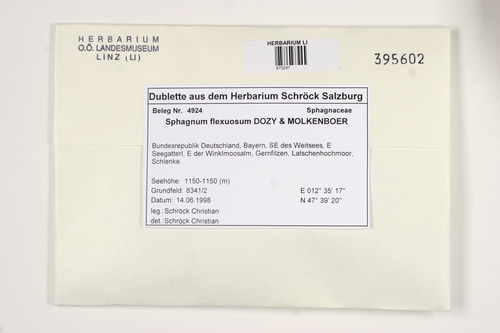 HERBARIUM
O.Ö. LANDESMUSEUM
LINZ (LI)
HERBARIUM LI
395602
Dublette aus dem Herbarium Schröck Salzburg
Beleg Nr. 4924 Sphagnaceae
Sphagnum flexuosum DOZY & MOLKENBOER
Bundesrepublik Deutschland, Bayern, SE des Weitsees, E
Seegatterl, E der Winklmoosalm, Gernfilzen, Latschenhochmoor,
Schlenke.
Seehöhe: 1150-1150 (m)
Grundfeld: 8341/2 E 012° 35' 17"
Datum: 14.06.1998 N 47° 39' 20"
leg.: Schröck Christian
det.: Schröck Christian